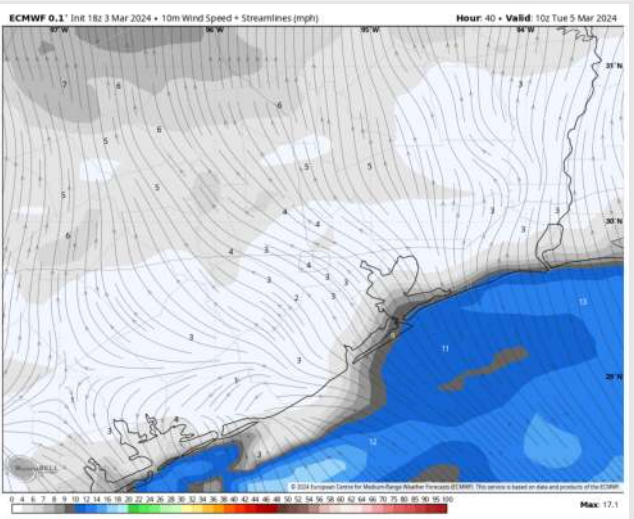 ECMWF 0.1° Init 18z 3 Mar 2024 • 10m Wind Speed + Streamlines (mph) Hour: 40 • Valid: 10z Tue 5 Mar 2024
97°W 96°W 95°W 94°W
31°N
3
7 6
6
6
5
5 5
5
5
4 3 3
4 3
6
4 3
4
3 3 3
2 3 13
3
11
3
29°N
3
4
3
12
3
30°N
WeatherBELL
© 2024 European Centre for Medium-Range Weather Forecasts (ECMWF). This service is based on data and products of the ECMWF.
0 4 6 7 8 9 10 12 14 16 18 20 22 24 26 28 30 32 34 36 38 40 42 44 46 48 50 52 54 56 58 60 65 70 75 80 85 90 95 100
Max: 17.1